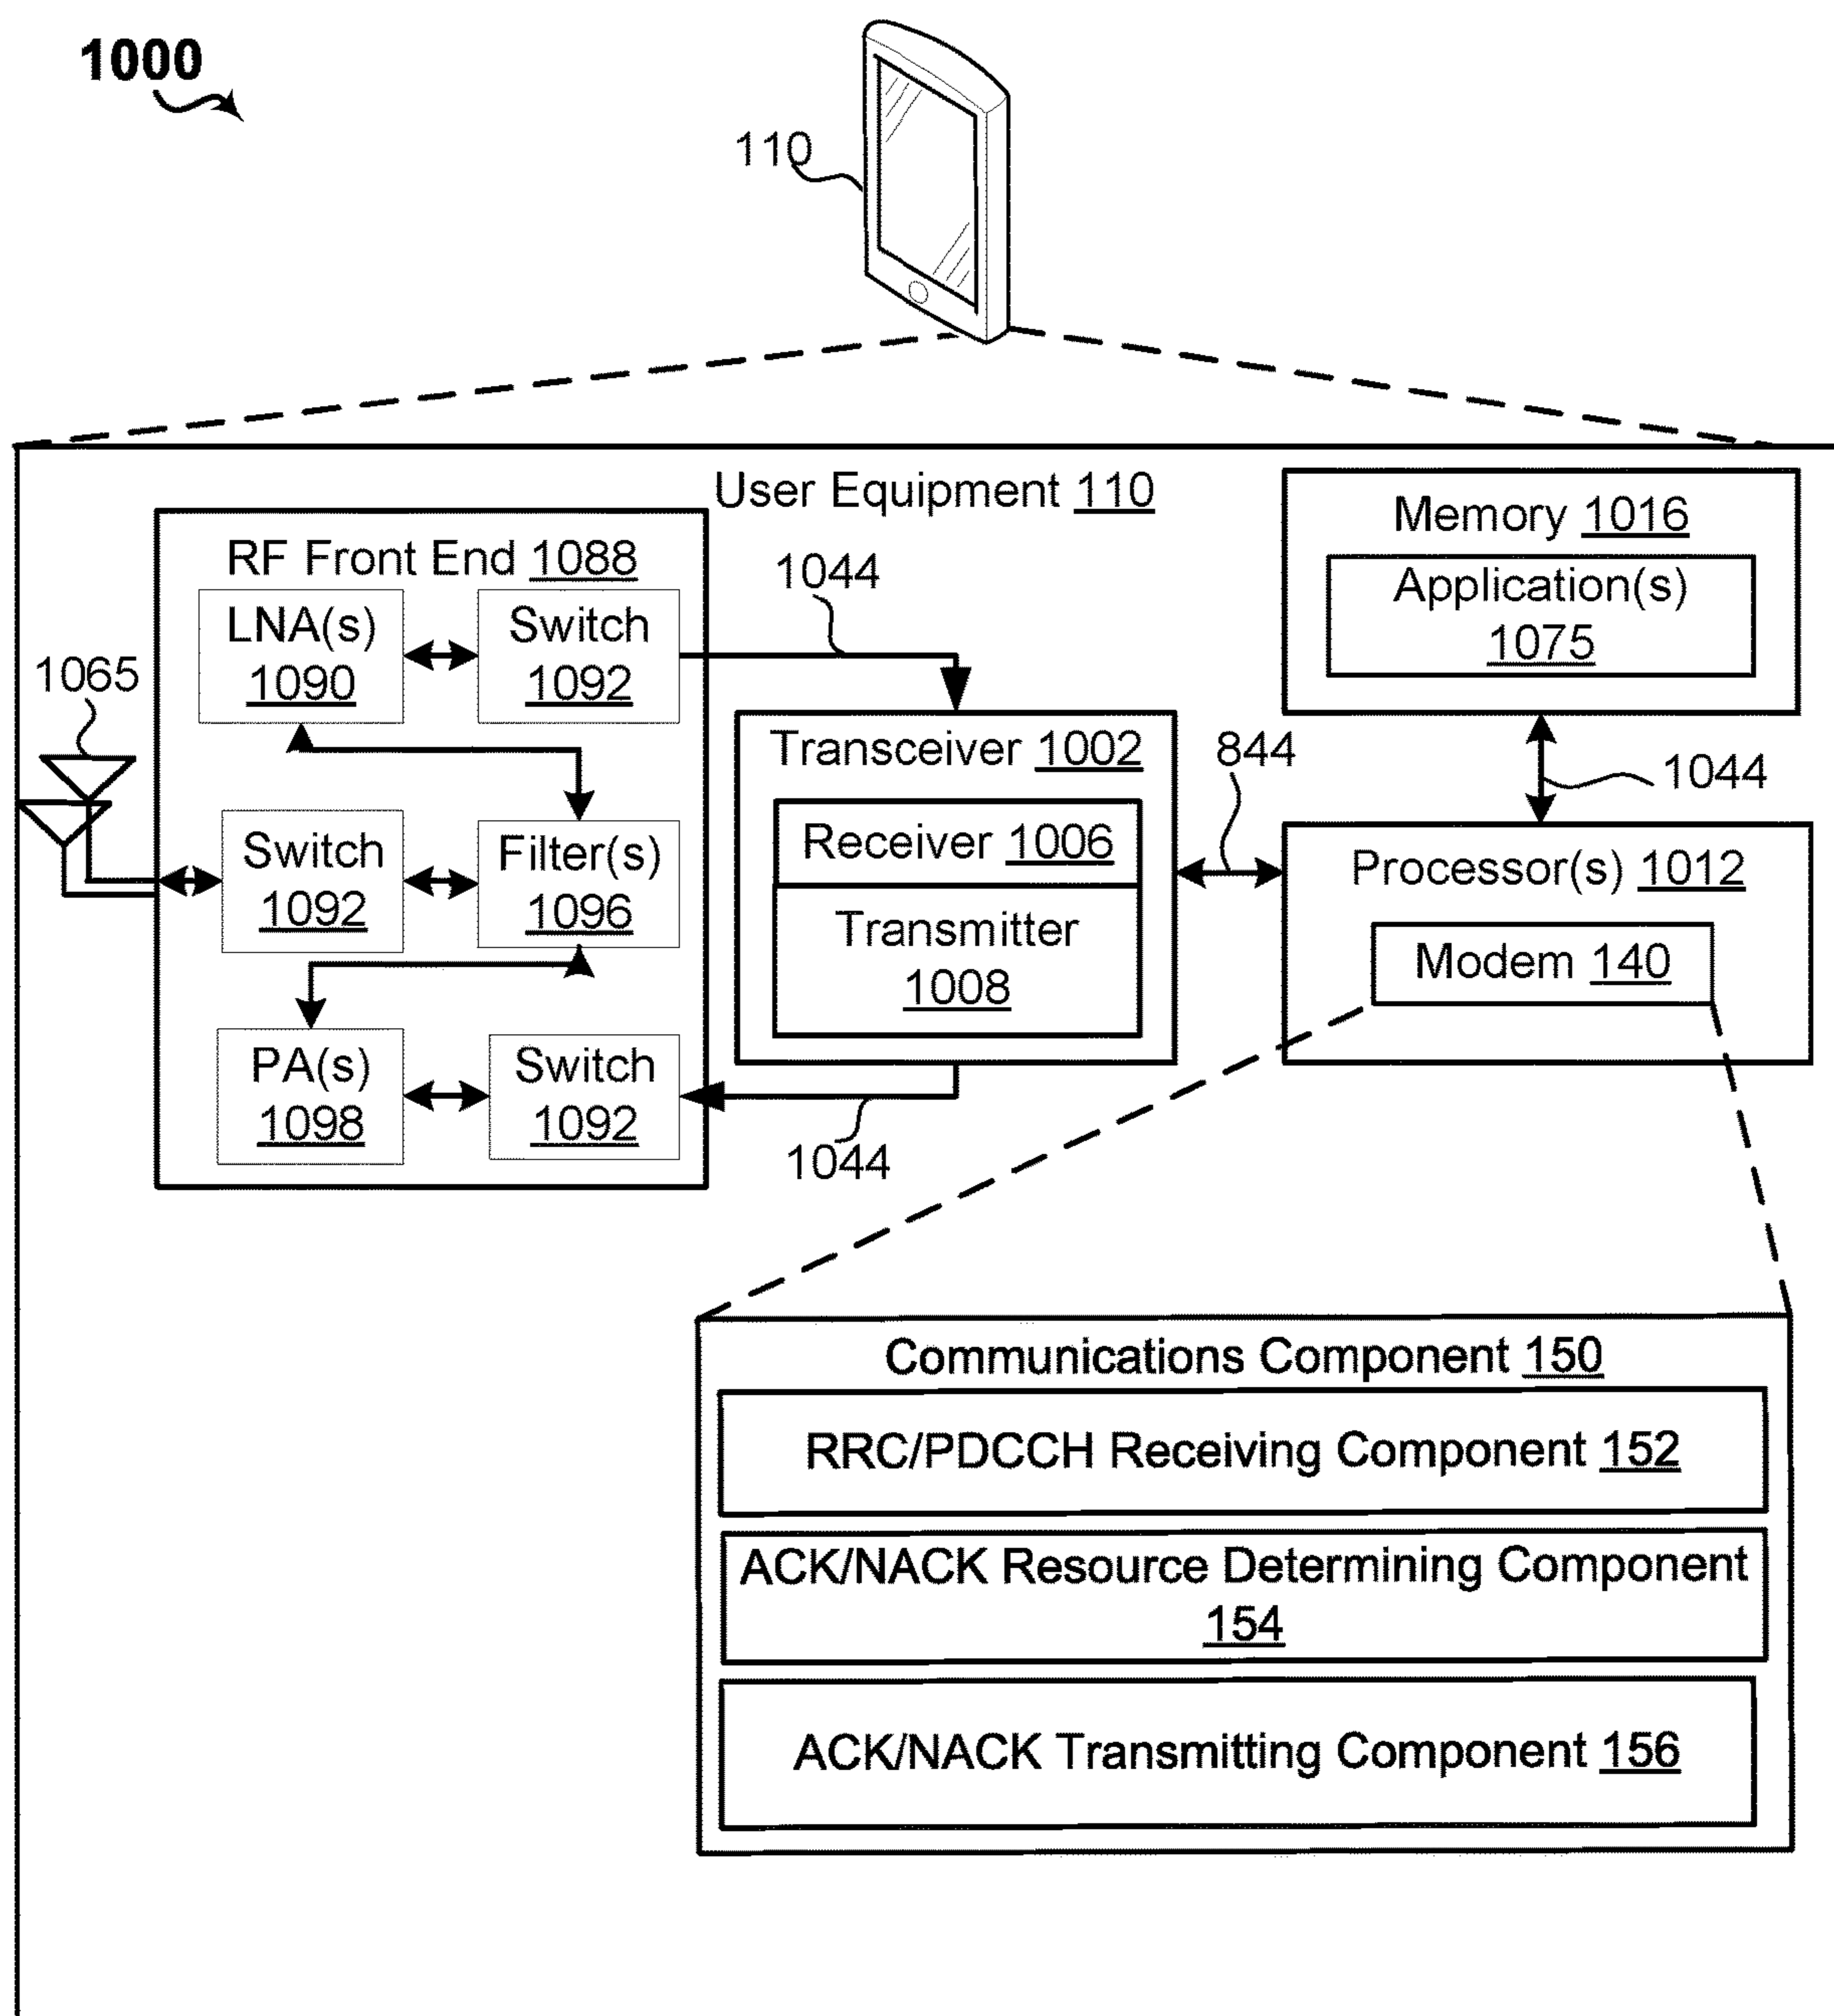 1000
110
User Equipment 110
RF Front End 1088
LNA(s)
1090
Switch
1092
1044
1065
Switch
1092
Filter(s)
1096
PA(s)
1098
Switch
1092
1044
Transceiver 1002
Receiver 1006
Transmitter
1008
844
Memory 1016
Application(s)
1075
1044
Processor(s) 1012
Modem 140
Communications Component 150
RRC/PDCCH Receiving Component 152
ACK/NACK Resource Determining Component
154
ACK/NACK Transmitting Component 156